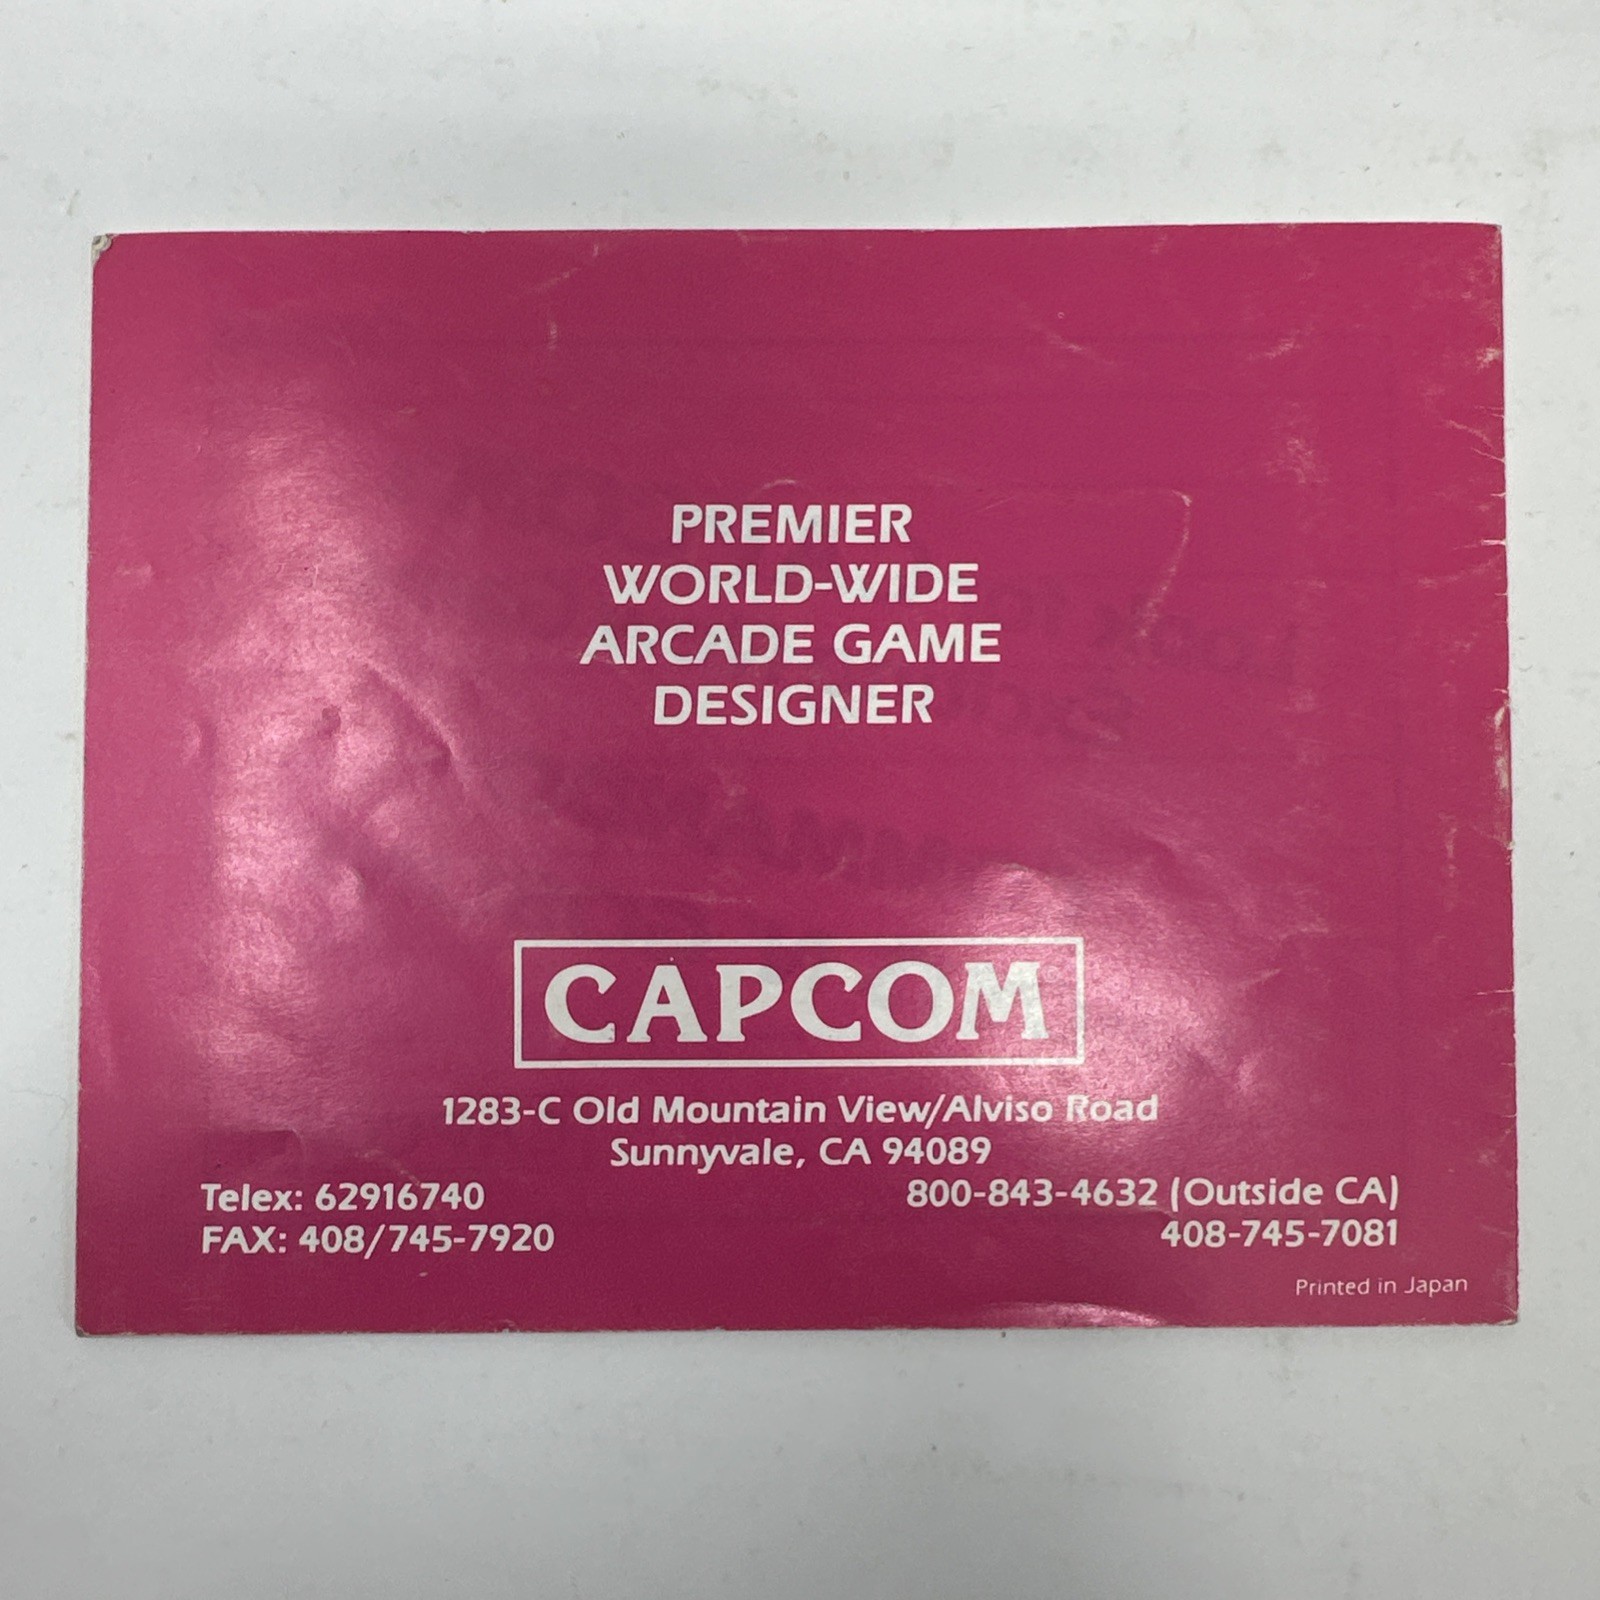 PREMIER
WORLD-WIDE
ARCADE GAME
DESIGNER
CAPCOM
1283-C Old Mountain View/Alviso Road
Sunnyvale, CA 94089
Telex: 62916740
800-843-4632 (Outside CA)
FAX: 408/745-7920
408-745-7081
Printed in Japan